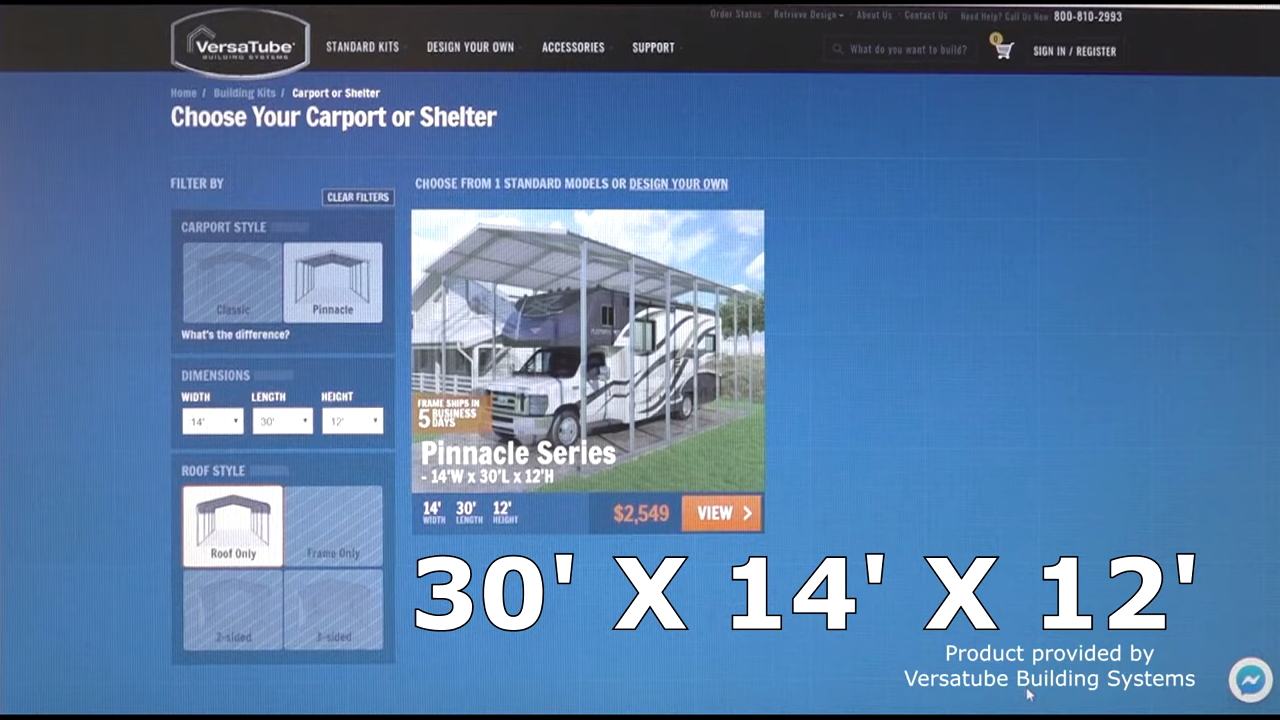 Order Status
Retrieve Design
About Us
Contact Us
Need Help? Call Us Now 800-810-2993
VERSATUBE
BUILDING SYSTEMS
STANDARD KITS
DESIGN YOUR OWN
ACCESSORIES
SUPPORT
What do you want to build?
0
SIGN IN / REGISTER
Home / Building Kits / Carport or Shelter
Choose Your Carport or Shelter
FILTER BY
CLEAR FILTERS
CARPORT STYLE
Classic
Pinnacle
What's the difference?
DIMENSIONS
WIDTH
LENGTH
HEIGHT
14'
30'
12'
ROOF STYLE
Roof Only
Frame Only
2-sided
3-sided
CHOOSE FROM 1 STANDARD MODELS OR DESIGN YOUR OWN
FRAME SHIPS IN
5 BUSINESS
DAYS
Pinnacle Series
- 14'W x 30'L x 12'H
14'
WIDTH
30'
LENGTH
12'
HEIGHT
$2,549
VIEW
30' X 14' X 12'
Product provided by
Versatube Building Systems